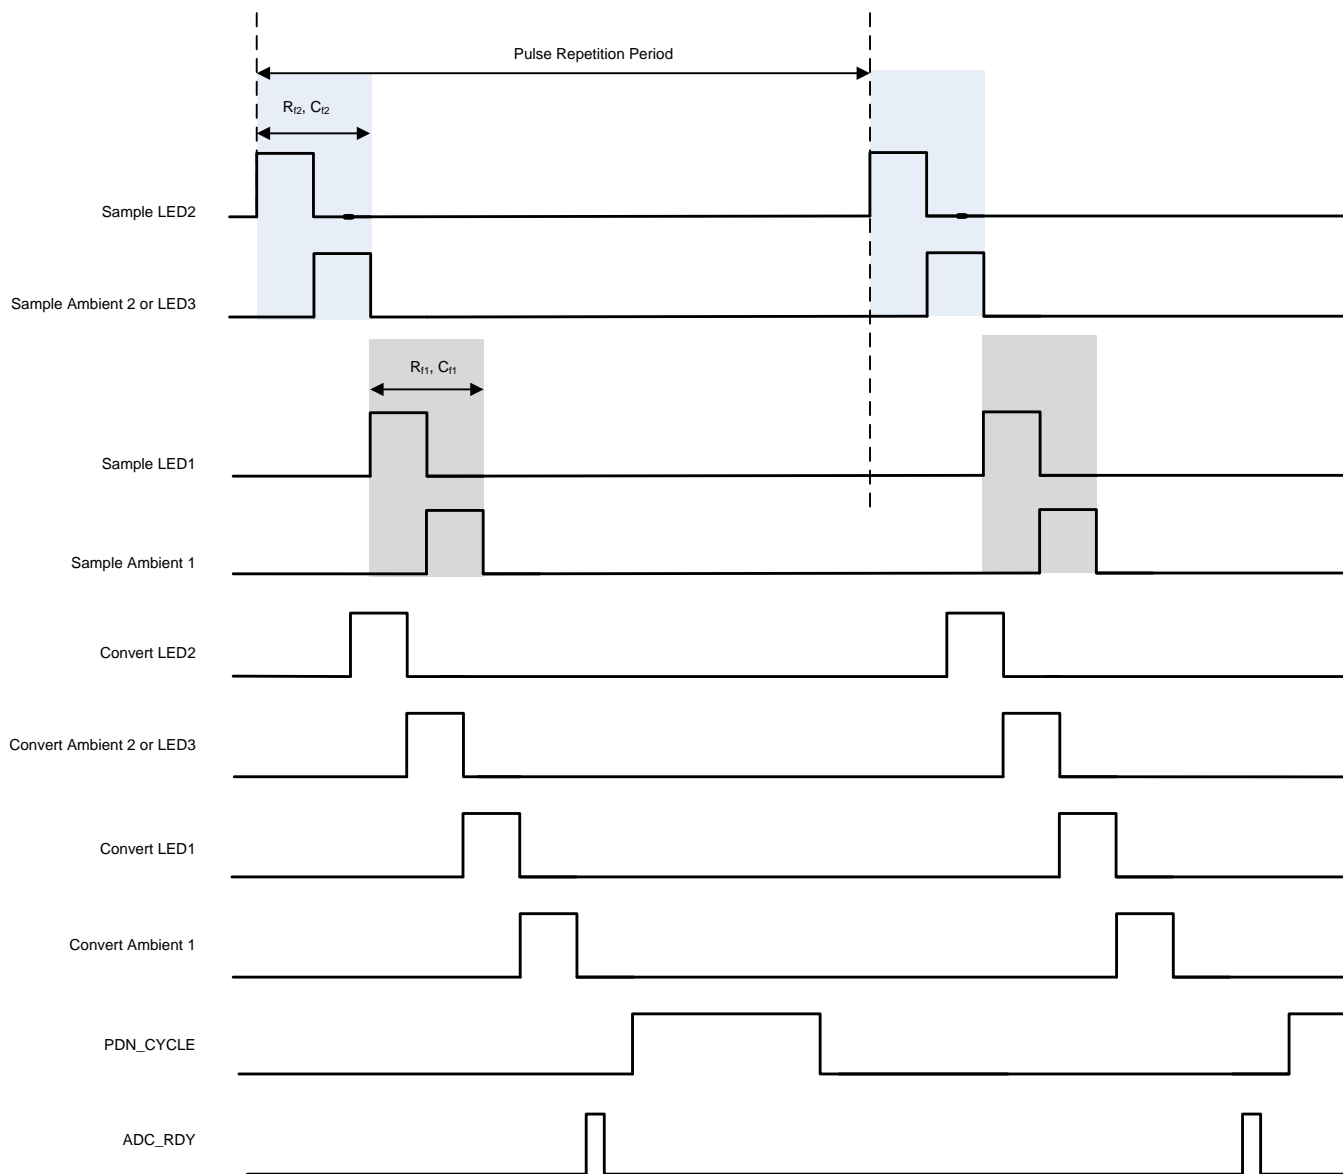 Pulse Repetition Period
Rf2, Cf2
Sample LED2
Sample Ambient 2 or LED3
Rf1, Cf1
Sample LED1
Sample Ambient 1
Convert LED2
Convert Ambient 2 or LED3
Convert LED1
Convert Ambient 1
PDN_CYCLE
ADC_RDY